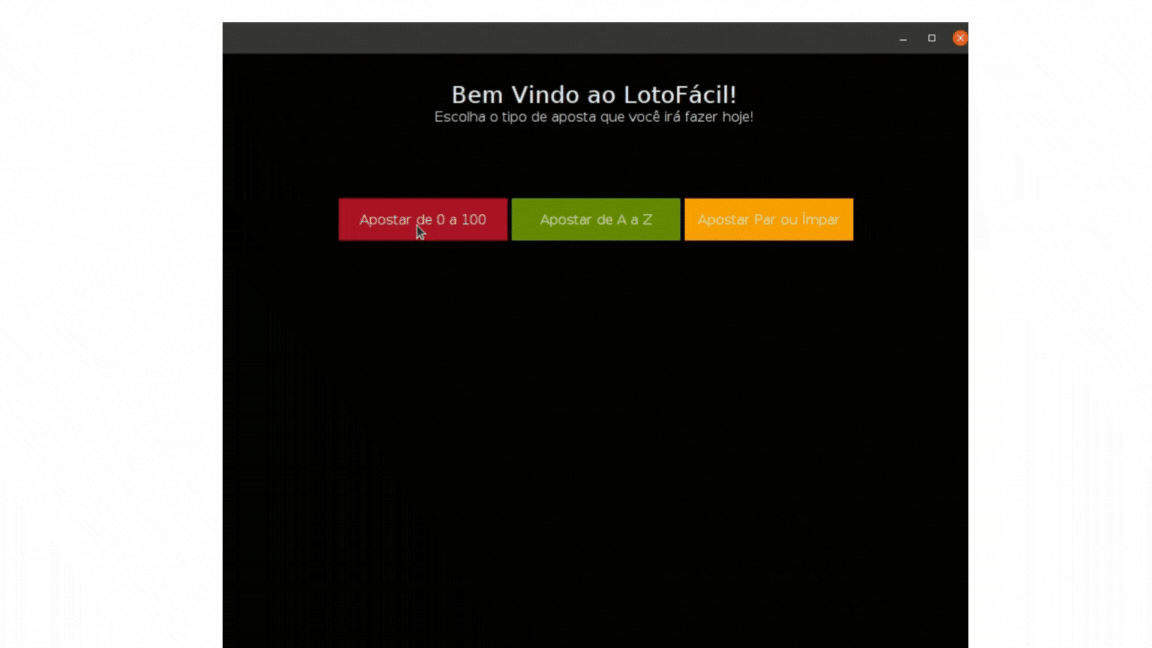 Bem Vindo ao LotoFácil!
Escolha o tipo de aposta que você irá fazer hoje!
Apostar de 0 a 100
Apostar de A a Z
Apostar Par ou Ímpar